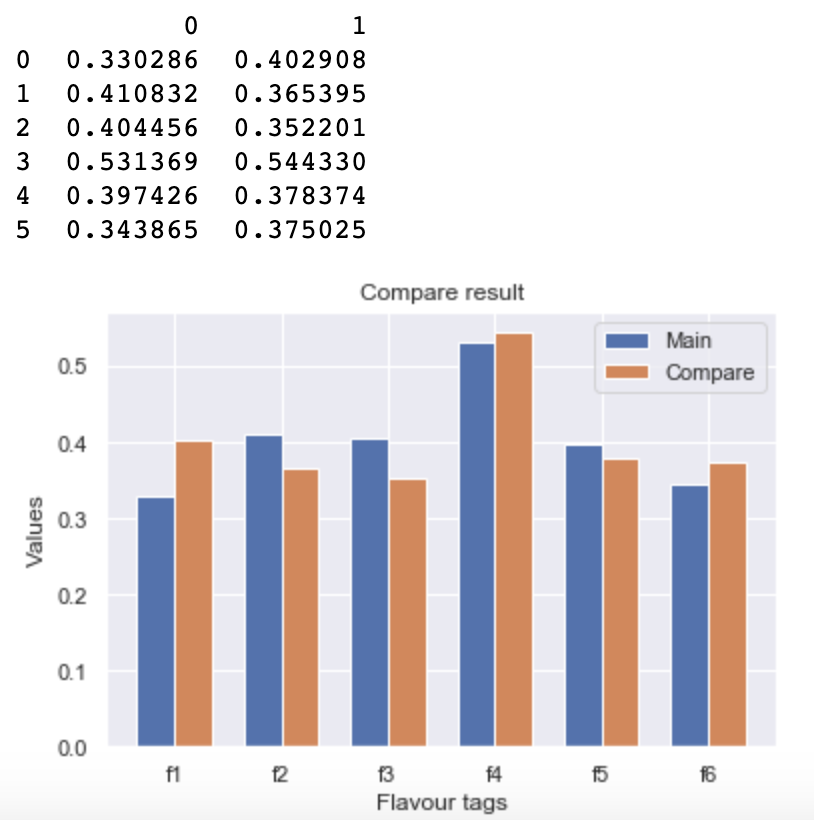 0 1
0 0.330286 0.402908
1 0.410832 0.365395
2 0.404456 0.352201
3 0.531369 0.544330
4 0.397426 0.378374
5 0.343865 0.375025
Compare result
Main
Compare
0.5
0.4
0.3
0.2
0.1
0.0
Values
f1 f2 f3 f4 f5 f6
Flavour tags